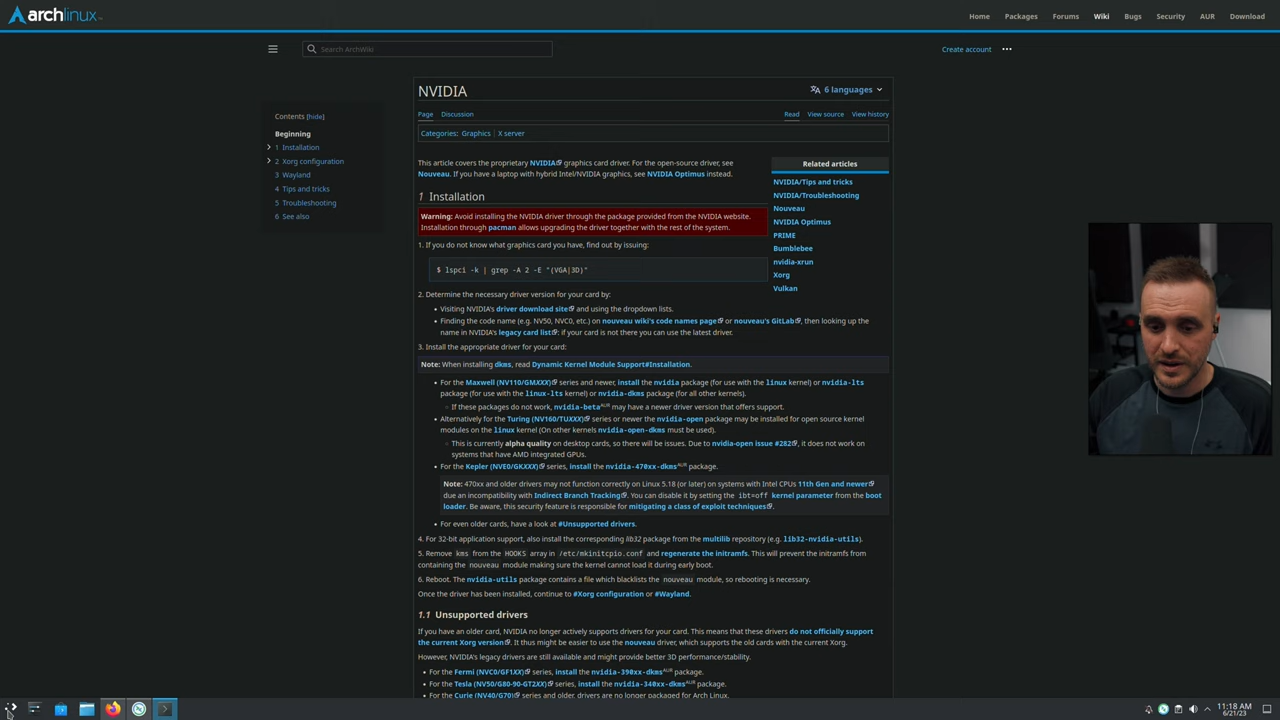 archlinux
Home Packages Forums Wiki Bugs Security AUR Download
Search ArchWiki
Create account
NVIDIA
6 languages
Page Discussion
Read View source View history
Categories: Graphics | X server
Contents [hide]
Beginning
1 Installation
2 Xorg configuration
3 Wayland
4 Tips and tricks
5 Troubleshooting
6 See also
This article covers the proprietary NVIDIA graphics card driver. For the open-source driver, see
Nouveau. If you have a laptop with hybrid Intel/NVIDIA graphics, see NVIDIA Optimus instead.
Related articles
NVIDIA/Tips and tricks
NVIDIA/Troubleshooting
Nouveau
NVIDIA Optimus
PRIME
Bumblebee
nvidia-xrun
Xorg
Vulkan
1 Installation
Warning: Avoid installing the NVIDIA driver through the package provided from the NVIDIA website.
Installation through pacman allows upgrading the driver together with the rest of the system.
1. If you do not know what graphics card you have, find out by issuing:
$ lspci -k | grep -A 2 -E "(VGA|3D)"
2. Determine the necessary driver version for your card by:
• Visiting NVIDIA's driver download site and using the dropdown lists.
• Finding the code name (e.g. NV50, NVC0, etc.) on nouveau wiki's code names page or nouveau's GitLab, then looking up the
name in NVIDIA's legacy card list: if your card is not there you can use the latest driver.
3. Install the appropriate driver for your card:
Note: When installing dkms, read Dynamic Kernel Module Support#Installation.
• For the Maxwell (NV110/GMXXX) series and newer, install the nvidia package (for use with the linux kernel) or nvidia-lts
package (for use with the linux-lts kernel) or nvidia-dkms package (for all other kernels).
If these packages do not work, nvidia-beta AUR may have a newer driver version that offers support.
• Alternatively for the Turing (NV160/TUXXX) series or newer the nvidia-open package may be installed for open source kernel
modules on the linux kernel (On other kernels nvidia-open-dkms must be used).
This is currently alpha quality on desktop cards, so there will be issues. Due to nvidia-open issue #282, it does not work on
systems that have AMD integrated GPUs.
• For the Kepler (NVE0/GKXXX) series, install the nvidia-470xx-dkms AUR package.
Note: 470xx and older drivers may not function correctly on Linux 5.18 (or later) on systems with Intel CPUs 11th Gen and newer
due an incompatibility with Indirect Branch Tracking. You can disable it by setting the ibt=off kernel parameter from the boot
loader. Be aware, this security feature is responsible for mitigating a class of exploit techniques.
• For even older cards, have a look at #Unsupported drivers.
4. For 32-bit application support, also install the corresponding lib32 package from the multilib repository (e.g. lib32-nvidia-utils).
5. Remove kms from the HOOKS array in /etc/mkinitcpio.conf and regenerate the initramfs. This will prevent the initramfs from
containing the nouveau module making sure the kernel cannot load it during early boot.
6. Reboot. The nvidia-utils package contains a file which blacklists the nouveau module, so rebooting is necessary.
Once the driver has been installed, continue to #Xorg configuration or #Wayland.
1.1 Unsupported drivers
If you have an older card, NVIDIA no longer actively supports drivers for your card. This means that these drivers do not officially support
the current Xorg version. It thus might be easier to use the nouveau driver, which supports the old cards with the current Xorg.
However, NVIDIA's legacy drivers are still available and might provide better 3D performance/stability.
• For the Fermi (NVC0/GF1XX) series, install the nvidia-390xx-dkms AUR package.
• For the Tesla (NV50/G80-90-GT2XX) series, install the nvidia-340xx-dkms AUR package.
• For the Curie (NV40/G70) series and older, drivers are no longer packaged for Arch Linux.
11:18 AM
6/21/23